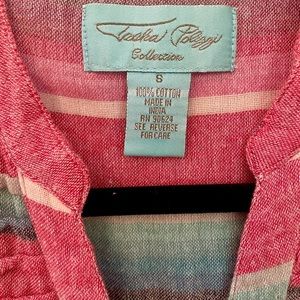 Tasha Polizzi
Collection
S
100% COTTON
MADE IN
INDIA
RN 90624
SEE REVERSE
FOR CARE